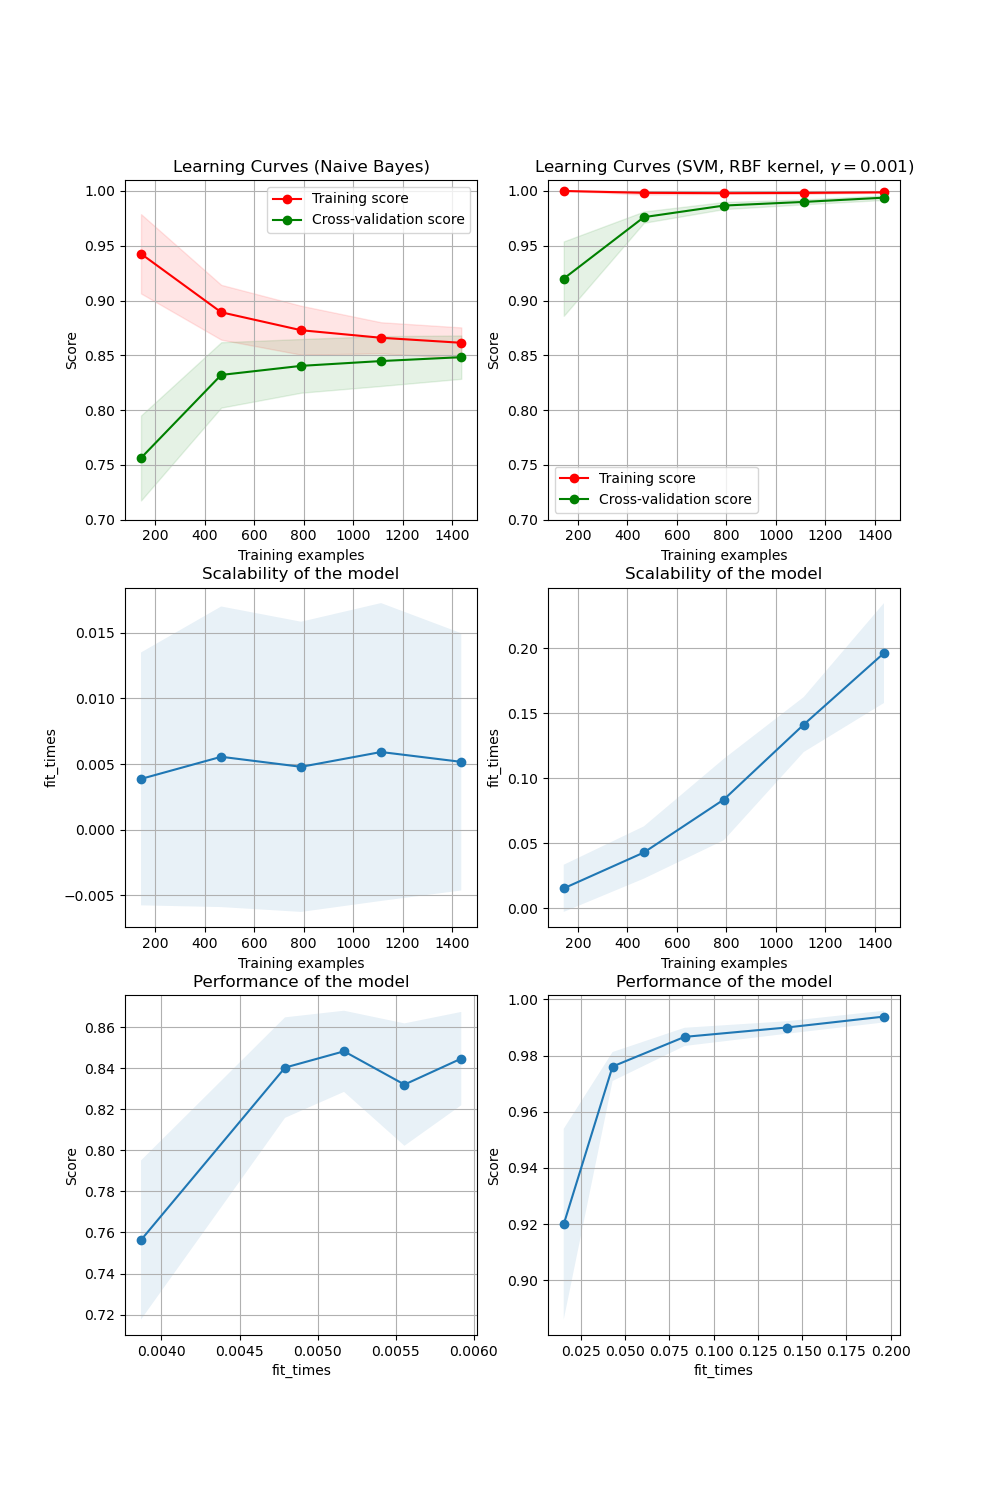 Learning Curves (Naive Bayes)
Score
1.00
0.95
0.90
0.85
0.80
0.75
0.70
Training score
Cross-validation score
200 400 600 800 1000 1200 1400
Training examples
Learning Curves (SVM, RBF kernel, γ = 0.001)
Score
1.00
0.95
0.90
0.85
0.80
0.75
0.70
Training score
Cross-validation score
200 400 600 800 1000 1200 1400
Training examples
Scalability of the model
fit_times
0.015
0.010
0.005
0.000
−0.005
200 400 600 800 1000 1200 1400
Training examples
Scalability of the model
fit_times
0.20
0.15
0.10
0.05
0.00
200 400 600 800 1000 1200 1400
Training examples
Performance of the model
Score
0.86
0.84
0.82
0.80
0.78
0.76
0.74
0.72
0.0040 0.0045 0.0050 0.0055 0.0060
fit_times
Performance of the model
Score
1.00
0.98
0.96
0.94
0.92
0.90
0.025 0.050 0.075 0.100 0.125 0.150 0.175 0.200
fit_times